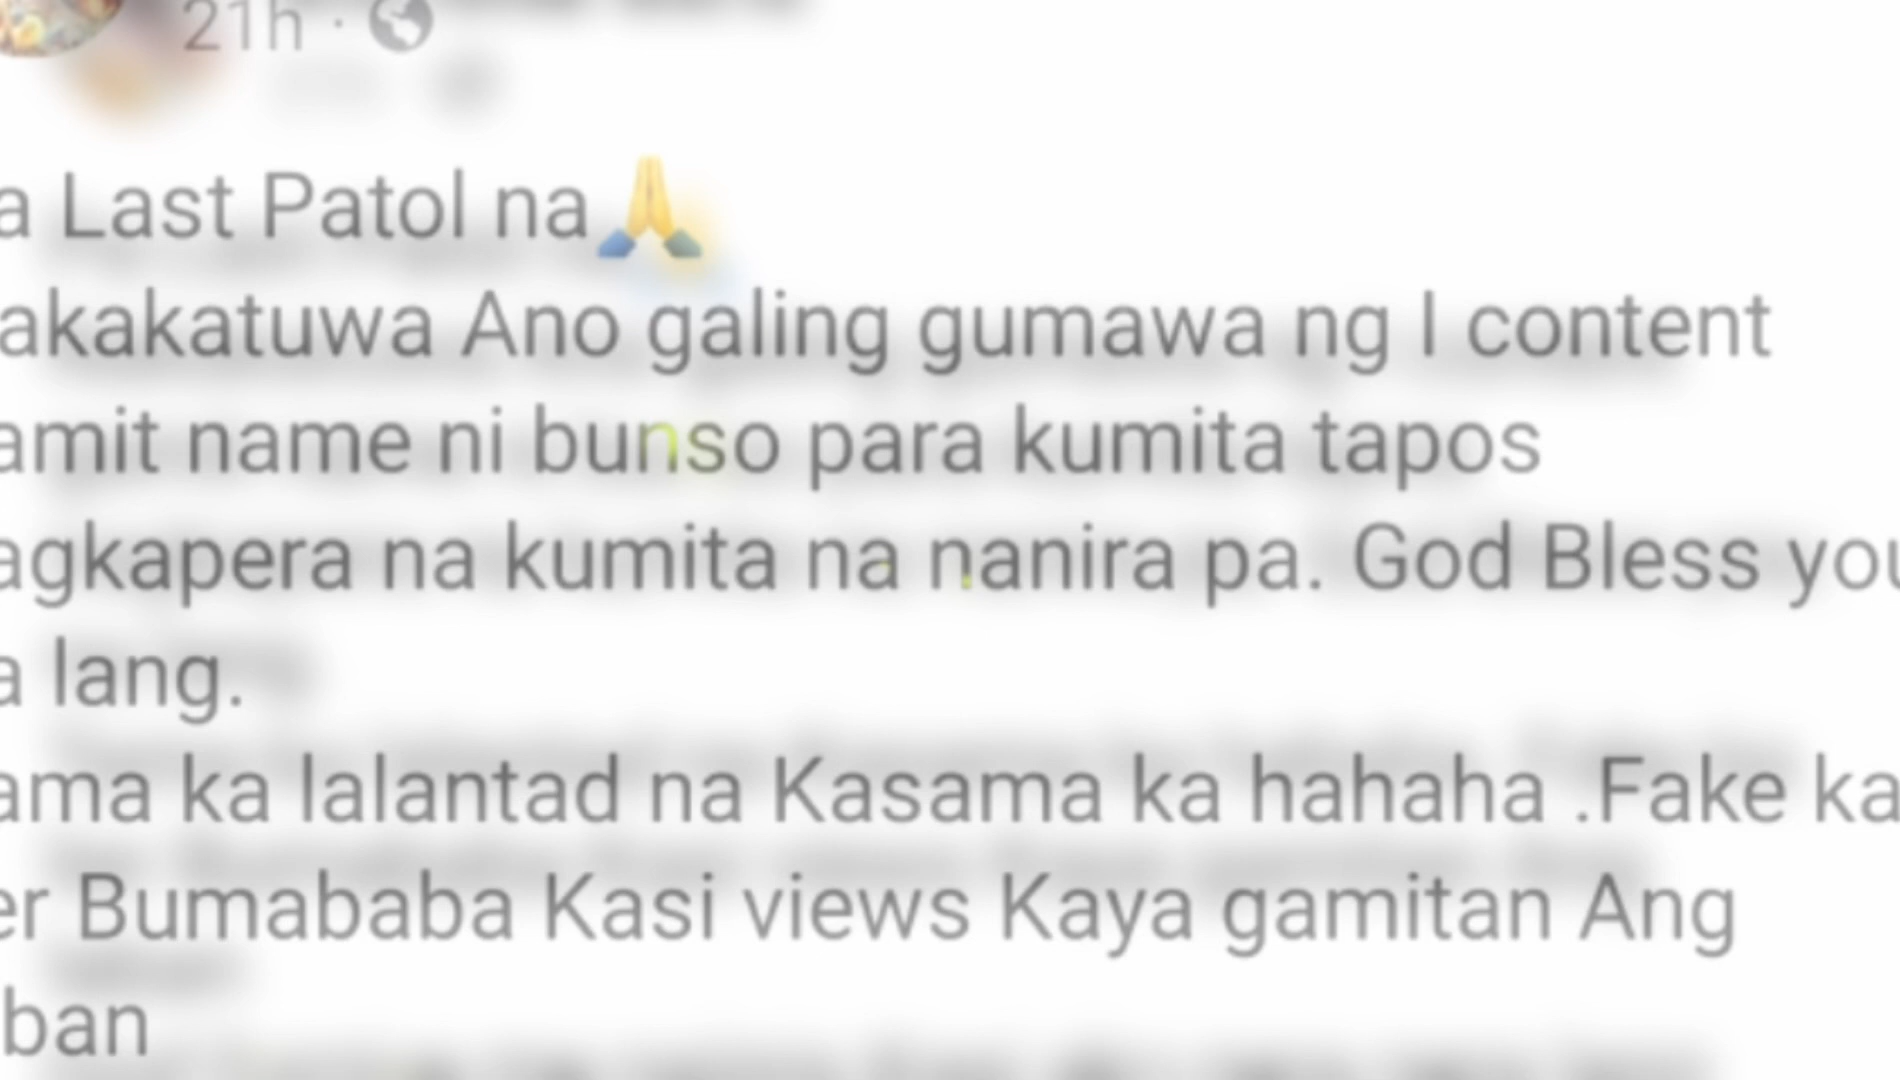 21h ·
a Last Patol na🙏
akakatuwa Ano galing gumawa ng I content
amit name ni bunso para kumita tapos
agkapera na kumita na nanira pa. God Bless you
a lang.
ama ka lalantad na Kasama ka hahaha .Fake ka
er Bumababa Kasi views Kaya gamitan Ang
ban